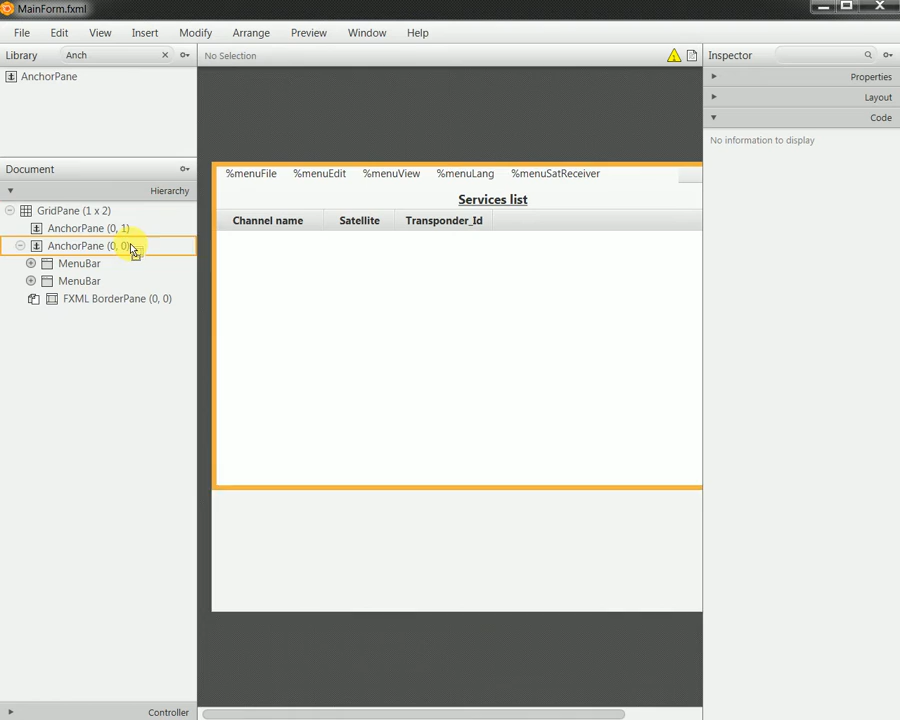 MainForm.fxml
File Edit View Insert Modify Arrange Preview Window Help
Library Anch
No Selection
Inspector
AnchorPane
Properties
Layout
Code
No information to display
Document
Hierarchy
GridPane (1 x 2)
AnchorPane (0, 1)
AnchorPane (0, 0)
MenuBar
MenuBar
FXML BorderPane (0, 0)
%menuFile %menuEdit %menuView %menuLang %menuSatReceiver
Services list
Channel name Satellite Transponder_Id
Controller